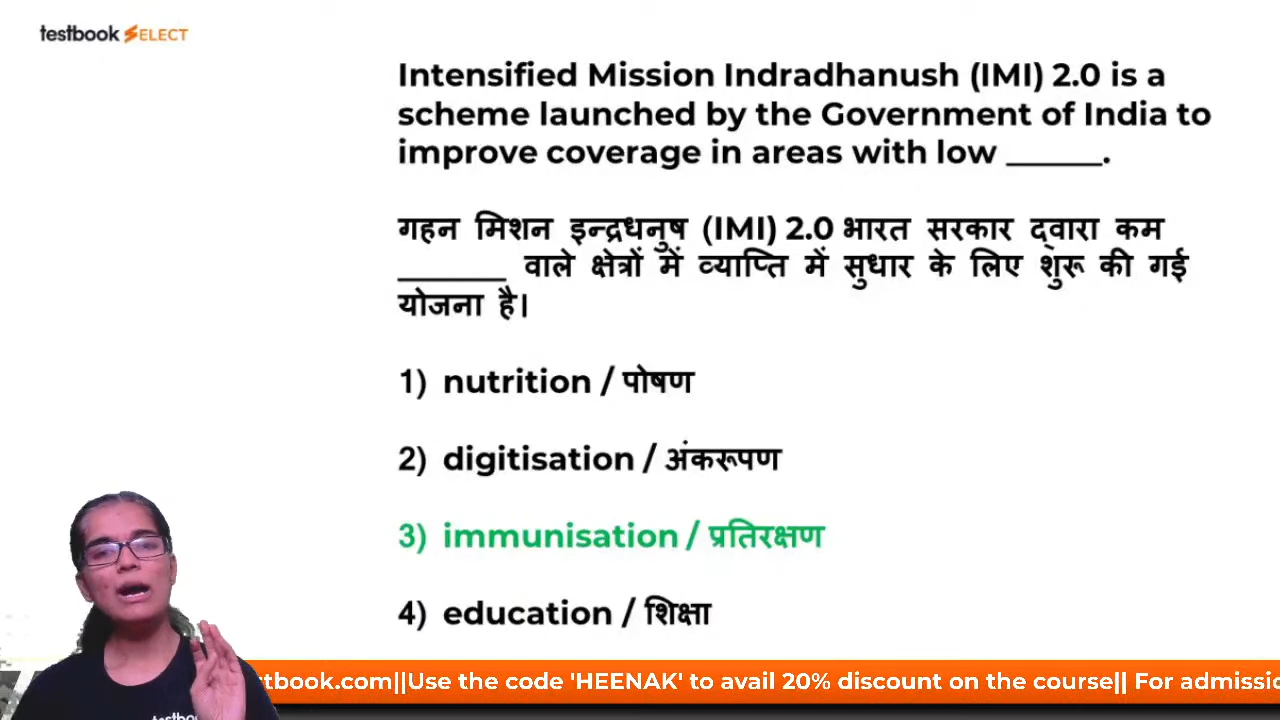 testbook SELECT
Intensified Mission Indradhanush (IMI) 2.0 is a
scheme launched by the Government of India to
improve coverage in areas with low ______.
गहन मिशन इन्द्रधनुष (IMI) 2.0 भारत सरकार द्वारा कम
_______ वाले क्षेत्रों में व्याप्ति में सुधार के लिए शुरू की गई
योजना है।
1) nutrition / पोषण
2) digitisation / अंकरूपण
3) immunisation / प्रतिरक्षण
4) education / शिक्षा
tbook.com||Use the code 'HEENAK' to avail 20% discount on the course|| For admissi
testbook